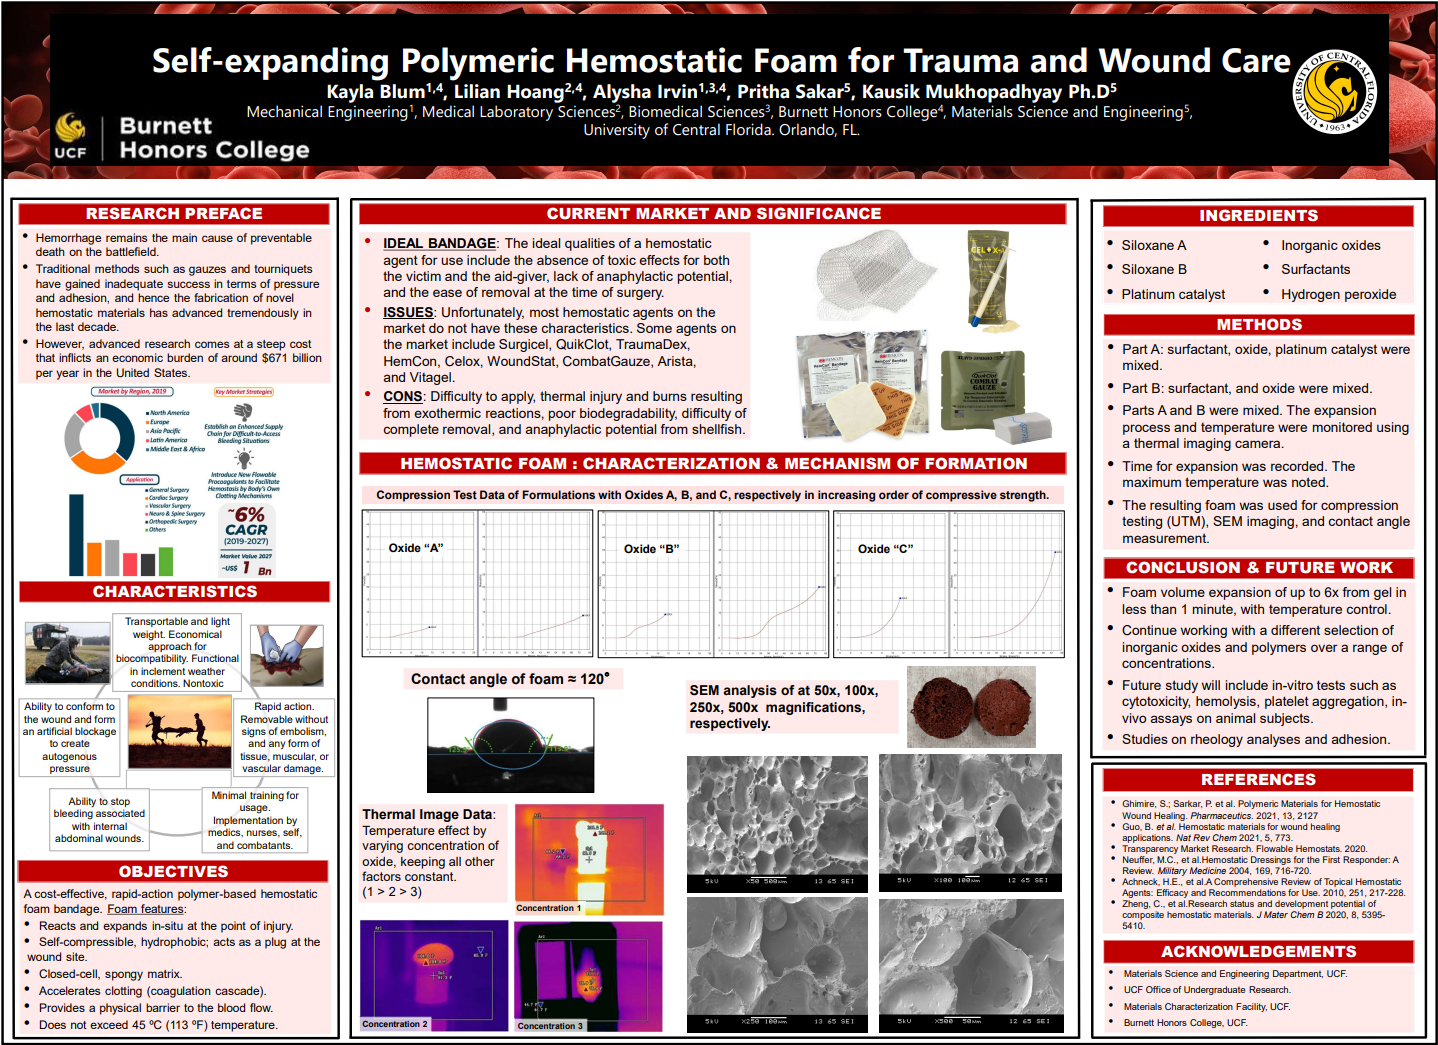 Self-expanding Polymeric Hemostatic Foam for Trauma and Wound Care
Kayla Blum1,4, Lilian Hoang2,4, Alysha Irvin1,3,4, Pritha Sakar5, Kausik Mukhopadhyay Ph.D5
Mechanical Engineering1, Medical Laboratory Sciences2, Biomedical Sciences3, Burnett Honors College4, Materials Science and Engineering5,
University of Central Florida. Orlando, FL.
UCF
Burnett
Honors College
UNIVERSITY OF CENTRAL FLORIDA
•1963•
RESEARCH PREFACE
• Hemorrhage remains the main cause of preventable
death on the battlefield.
• Traditional methods such as gauzes and tourniquets
have gained inadequate success in terms of pressure
and adhesion, and hence the fabrication of novel
hemostatic materials has advanced tremendously in
the last decade.
• However, advanced research comes at a steep cost
that inflicts an economic burden of around $671 billion
per year in the United States.
Market by Region, 2019
North America
Europe
Asia Pacific
Latin America
Middle East & Africa
Key Market Strategies
Establish an Enhanced Supply
Chain for Difficult-to-Access
Bleeding Situations
Introduce New Flowable
Procoagulants to Facilitate
Hemostasis by Body's Own
Clotting Mechanisms
Application
General Surgery
Cardiac Surgery
Vascular Surgery
Neuro & Spine Surgery
Orthopedic Surgery
Others
~6%
CAGR
(2019-2027)
Market Value 2027
~US$ 1 Bn
CHARACTERISTICS
Transportable and light
weight. Economical
approach for
biocompatibility. Functional
in inclement weather
conditions. Nontoxic
Ability to conform to
the wound and form
an artificial blockage
to create
autogenous
pressure
Rapid action.
Removable without
signs of embolism,
and any form of
tissue, muscular, or
vascular damage.
Ability to stop
bleeding associated
with internal
abdominal wounds.
Minimal training for
usage.
Implementation by
medics, nurses, self,
and combatants.
OBJECTIVES
A cost-effective, rapid-action polymer-based hemostatic
foam bandage. Foam features:
• Reacts and expands in-situ at the point of injury.
• Self-compressible, hydrophobic; acts as a plug at the
wound site.
• Closed-cell, spongy matrix.
• Accelerates clotting (coagulation cascade).
• Provides a physical barrier to the blood flow.
• Does not exceed 45 ºC (113 ºF) temperature.
CURRENT MARKET AND SIGNIFICANCE
• IDEAL BANDAGE: The ideal qualities of a hemostatic
agent for use include the absence of toxic effects for both
the victim and the aid-giver, lack of anaphylactic potential,
and the ease of removal at the time of surgery.
• ISSUES: Unfortunately, most hemostatic agents on the
market do not have these characteristics. Some agents on
the market include Surgicel, QuikClot, TraumaDex,
HemCon, Celox, WoundStat, CombatGauze, Arista,
and Vitagel.
• CONS: Difficulty to apply, thermal injury and burns resulting
from exothermic reactions, poor biodegradability, difficulty of
complete removal, and anaphylactic potential from shellfish.
QuikClot
COMBAT
GAUZE
HEMOSTATIC FOAM : CHARACTERIZATION & MECHANISM OF FORMATION
Compression Test Data of Formulations with Oxides A, B, and C, respectively in increasing order of compressive strength.
Oxide “A”
Oxide “B”
Oxide “C”
Contact angle of foam ≈ 120°
SEM analysis of at 50x, 100x,
250x, 500x magnifications,
respectively.
Thermal Image Data:
Temperature effect by
varying concentration of
oxide, keeping all other
factors constant.
(1 > 2 > 3)
Concentration 1
Concentration 2
Concentration 3
5kV X50 500µm 13 65 SEI
5kV X100 100µm 12 65 SEI
5kV X250 100µm 13 65 SEI
5kV X500 50µm 12 65 SEI
INGREDIENTS
• Siloxane A
• Siloxane B
• Platinum catalyst
• Inorganic oxides
• Surfactants
• Hydrogen peroxide
METHODS
• Part A: surfactant, oxide, platinum catalyst were
mixed.
• Part B: surfactant, and oxide were mixed.
• Parts A and B were mixed. The expansion
process and temperature were monitored using
a thermal imaging camera.
• Time for expansion was recorded. The
maximum temperature was noted.
• The resulting foam was used for compression
testing (UTM), SEM imaging, and contact angle
measurement.
CONCLUSION & FUTURE WORK
• Foam volume expansion of up to 6x from gel in
less than 1 minute, with temperature control.
• Continue working with a different selection of
inorganic oxides and polymers over a range of
concentrations.
• Future study will include in-vitro tests such as
cytotoxicity, hemolysis, platelet aggregation, in-
vivo assays on animal subjects.
• Studies on rheology analyses and adhesion.
REFERENCES
• Ghimire, S.; Sarkar, P. et al. Polymeric Materials for Hemostatic
Wound Healing. Pharmaceutics. 2021, 13, 2127
• Guo, B. et al. Hemostatic materials for wound healing
applications. Nat Rev Chem 2021, 5, 773.
• Transparency Market Research. Flowable Hemostats. 2020.
• Neuffer, M.C., et al.Hemostatic Dressings for the First Responder: A
Review. Military Medicine 2004, 169, 716-720.
• Achneck, H.E., et al.A Comprehensive Review of Topical Hemostatic
Agents: Efficacy and Recommendations for Use. 2010, 251, 217-228.
• Zheng, C., et al.Research status and development potential of
composite hemostatic materials. J Mater Chem B 2020, 8, 5395-
5410.
ACKNOWLEDGEMENTS
• Materials Science and Engineering Department, UCF.
• UCF Office of Undergraduate Research.
• Materials Characterization Facility, UCF.
• Burnett Honors College, UCF.